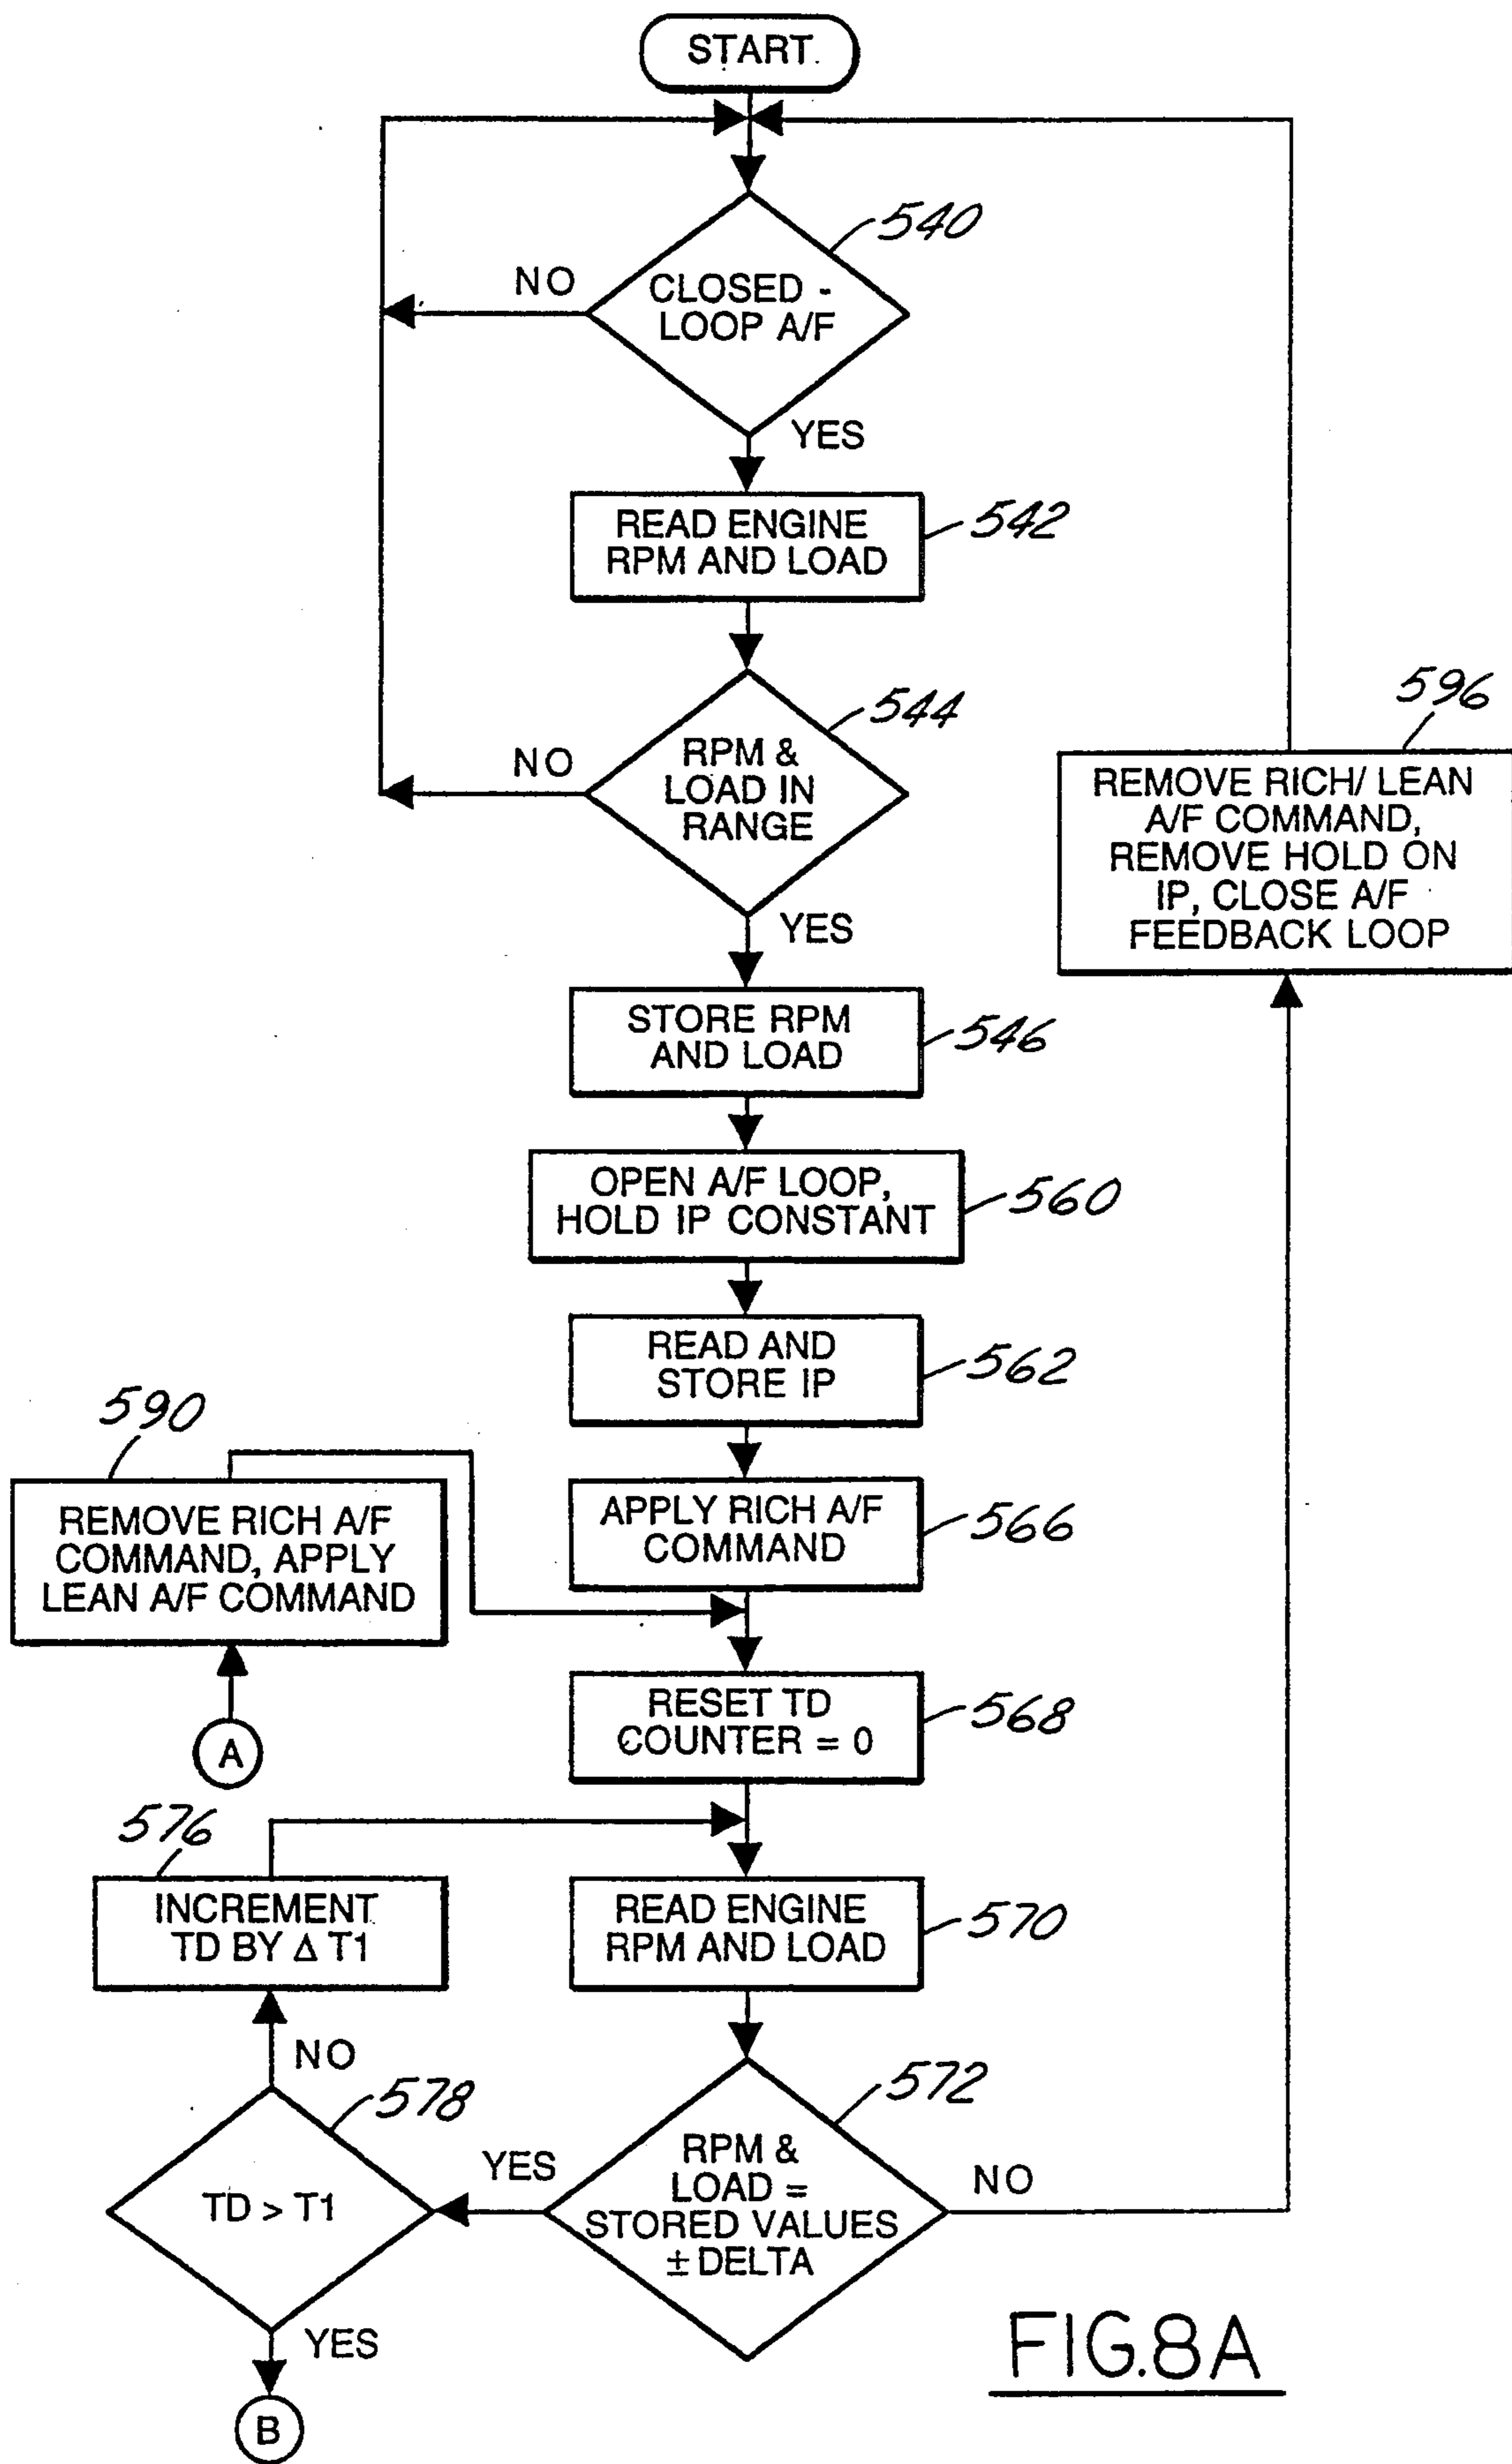 START
540
NO
CLOSED -
LOOP A/F
YES
READ ENGINE
RPM AND LOAD
542
544
NO
RPM &
LOAD IN
RANGE
YES
596
REMOVE RICH/ LEAN
A/F COMMAND,
REMOVE HOLD ON
IP, CLOSE A/F
FEEDBACK LOOP
STORE RPM
AND LOAD
546
OPEN A/F LOOP,
HOLD IP CONSTANT
560
READ AND
STORE IP
562
590
REMOVE RICH A/F
COMMAND, APPLY
LEAN A/F COMMAND
APPLY RICH A/F
COMMAND
566
A
RESET TD
COUNTER = 0
568
576
INCREMENT
TD BY Δ T1
READ ENGINE
RPM AND LOAD
570
NO
578
TD > T1
YES
572
RPM &
LOAD =
STORED VALUES
± DELTA
NO
YES
B
FIG.8A